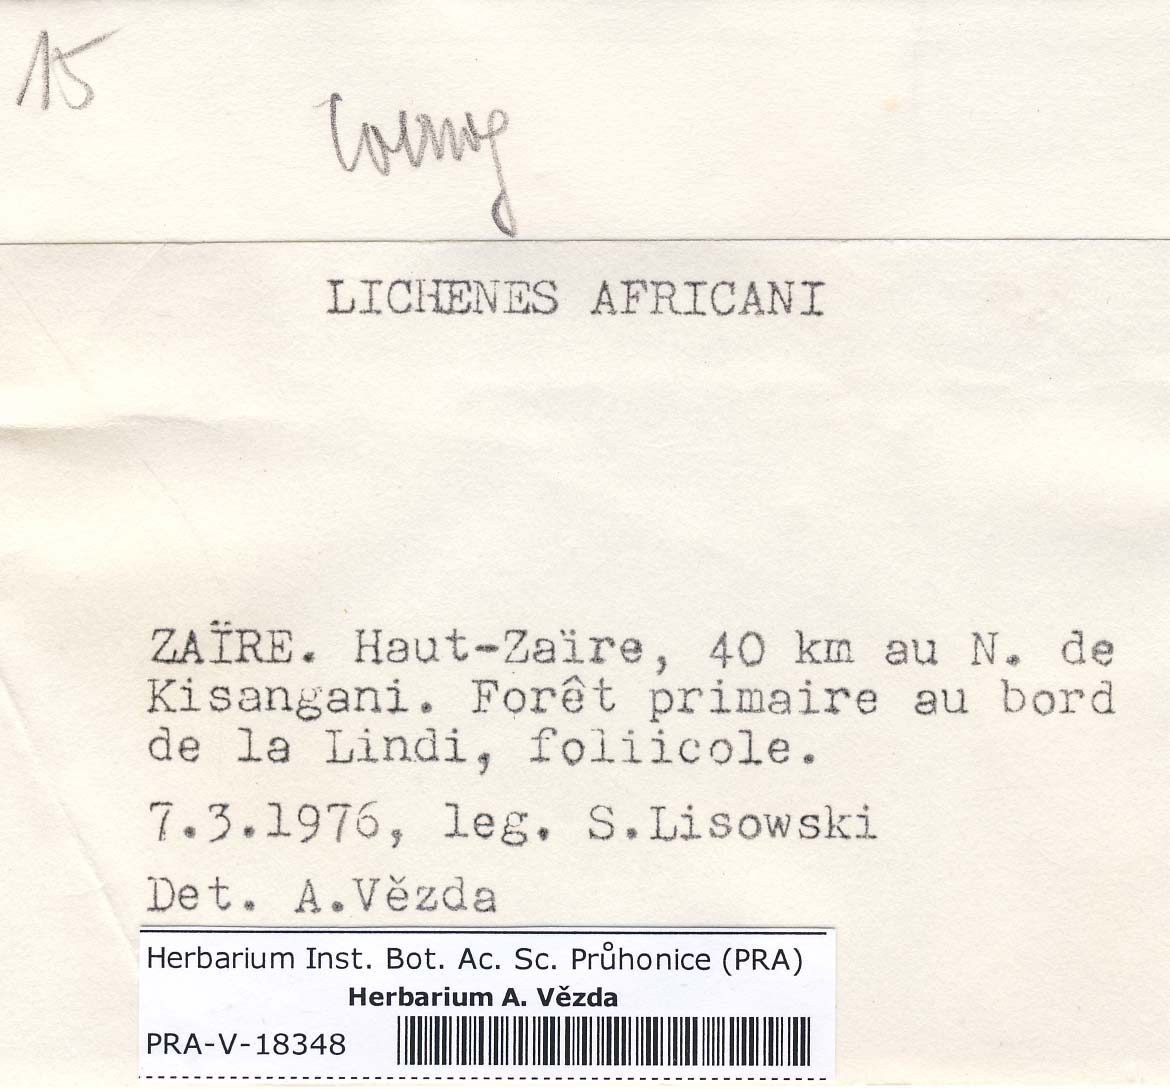 15
LICHENES AFRICANI
ZAÏRE. Haut-Zaïre, 40 km au N. de
Kisangani. Forêt primaire au bord
de la Lindi, foliicole.
7.3.1976, leg. S.Lisowski
Det. A.Vězda
Herbarium Inst. Bot. Ac. Sc. Průhonice (PRA)
Herbarium A. Vězda
PRA-V-18348